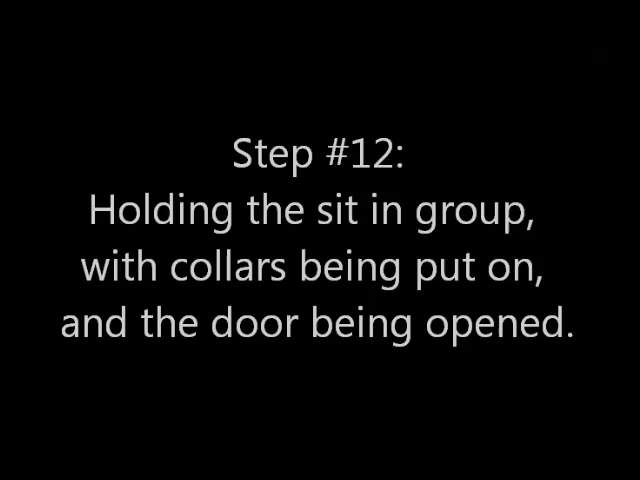 Step #12:
Holding the sit in group,
with collars being put on,
and the door being opened.